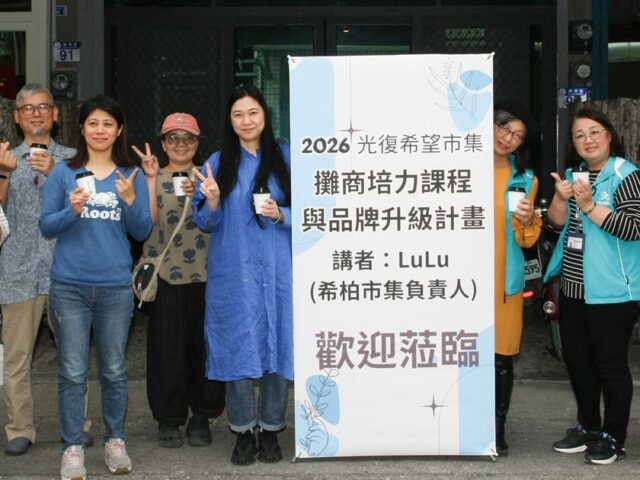 91
2026 光復希望市集
攤商培力課程
與品牌升級計畫
講者：LuLu
(希柏市集負責人)
歡迎蒞臨
Roots